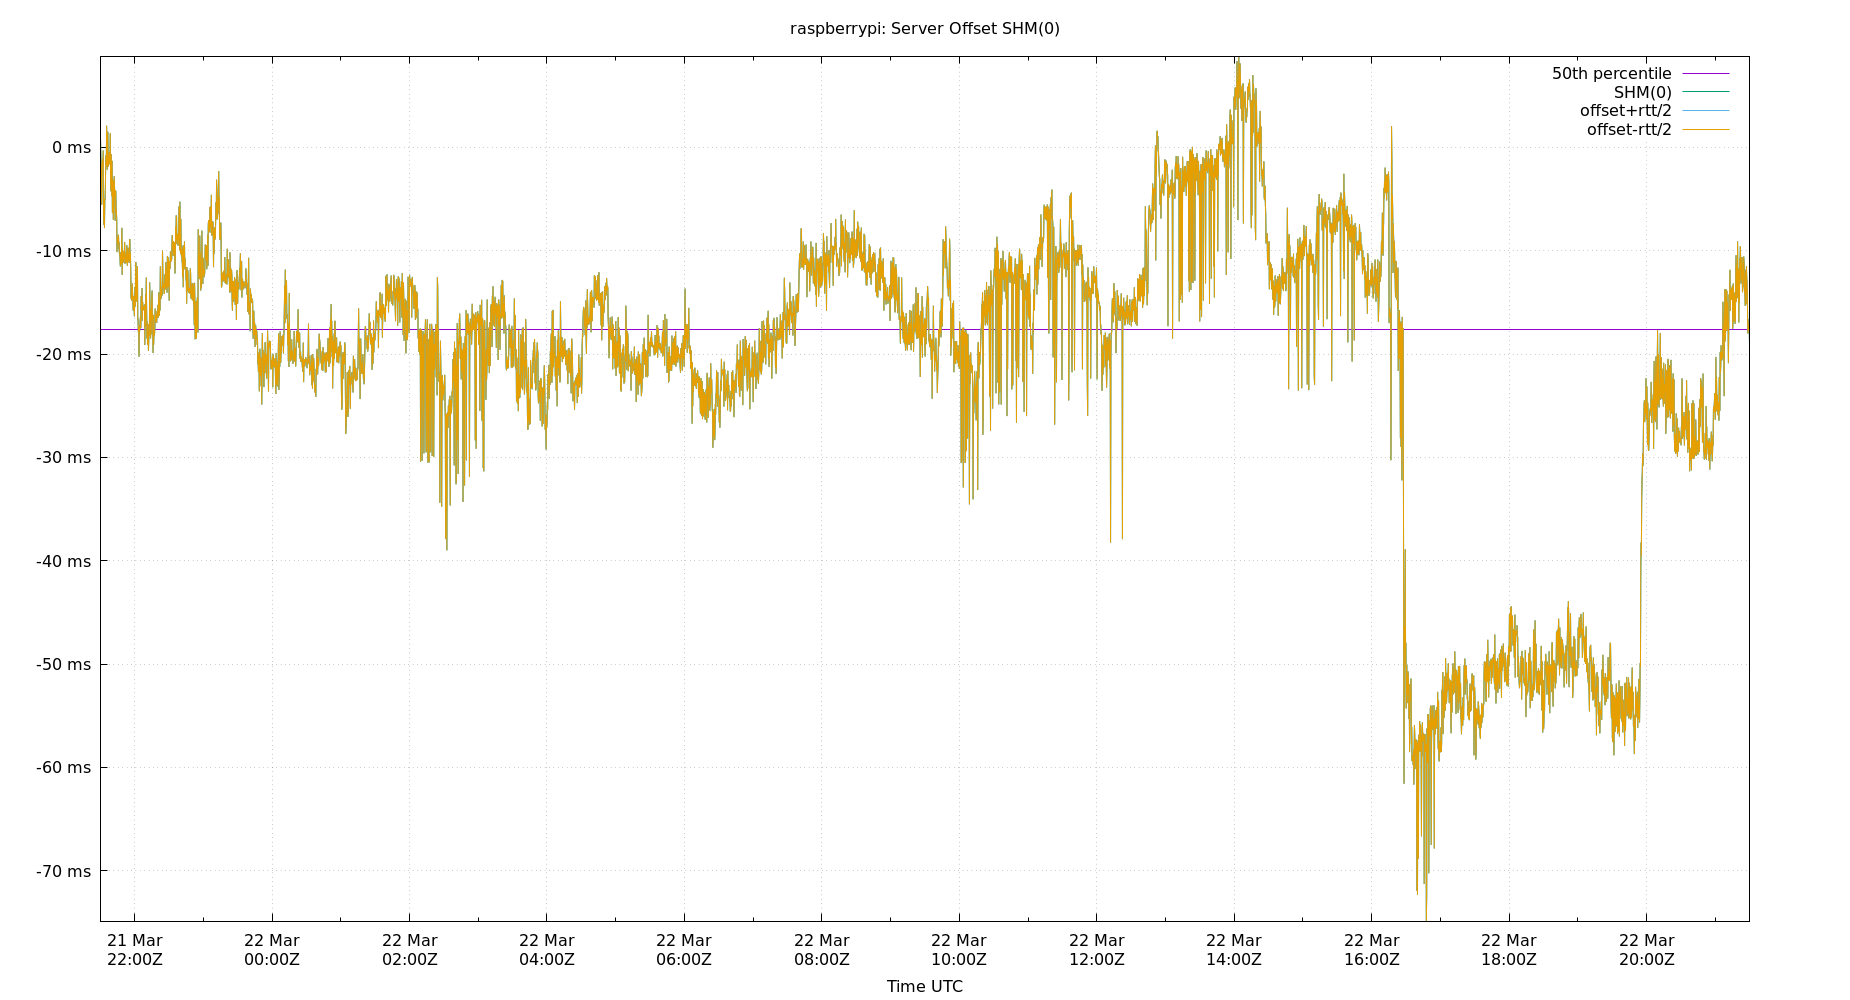 raspberrypi: Server Offset SHM(0)
50th percentile
SHM(0)
offset+rtt/2
offset-rtt/2
0 ms
-10 ms
-20 ms
-30 ms
-40 ms
-50 ms
-60 ms
-70 ms
21 Mar 22 Mar 22 Mar 22 Mar 22 Mar 22 Mar 22 Mar 22 Mar 22 Mar 22 Mar 22 Mar 22 Mar
22:00Z 00:00Z 02:00Z 04:00Z 06:00Z 08:00Z 10:00Z 12:00Z 14:00Z 16:00Z 18:00Z 20:00Z
Time UTC